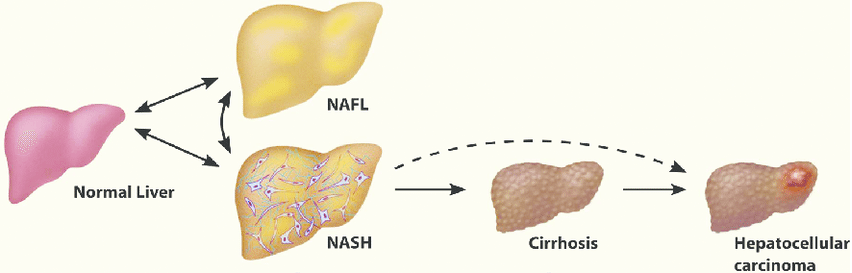 NAFL
Normal Liver
NASH
Cirrhosis
Hepatocellular
carcinoma